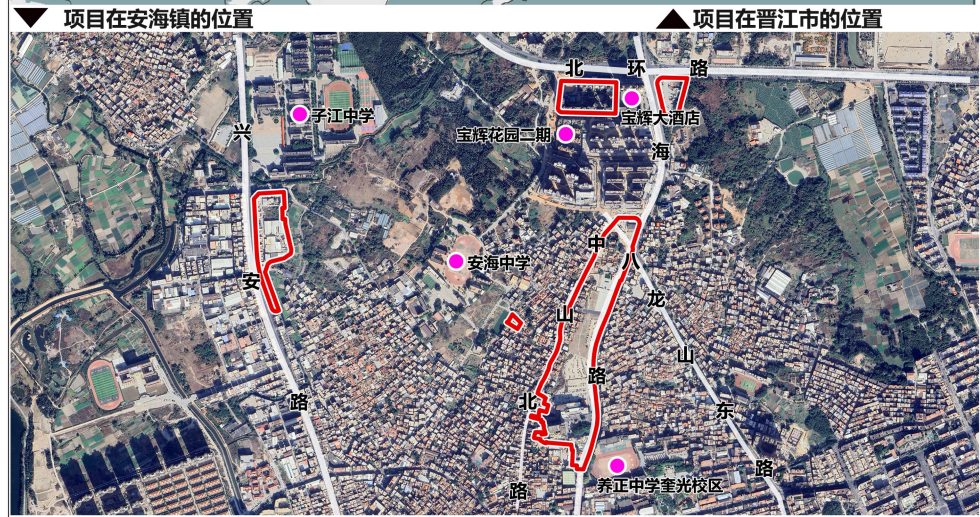 项目在安海镇的位置
项目在晋江市的位置
北环路
子江中学
宝辉大酒店
宝辉花园二期
兴安路
海八路
中山北路
安海中学
龙山东路
养正中学奎光校区